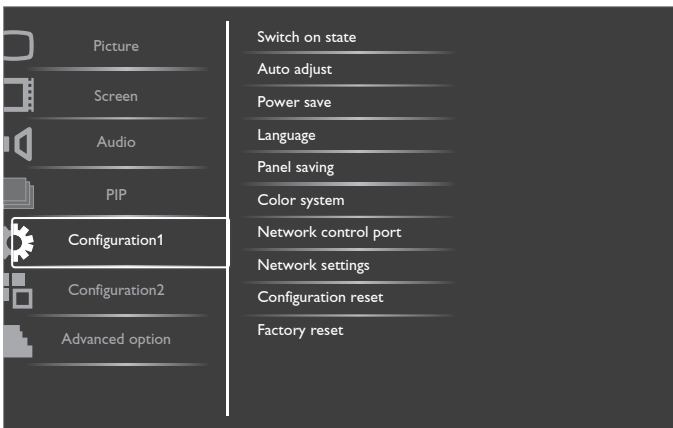 Picture
Screen
Audio
PIP
Configuration1
Configuration2
Advanced option
Switch on state
Auto adjust
Power save
Language
Panel saving
Color system
Network control port
Network settings
Configuration reset
Factory reset